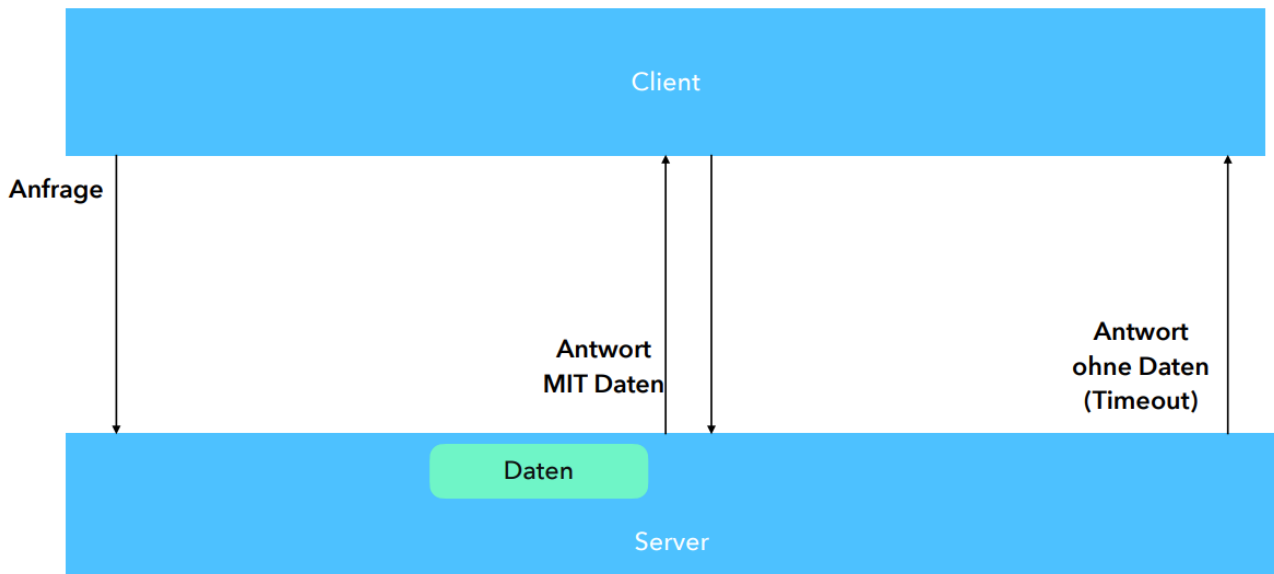 Client
Anfrage
Antwort
MIT Daten
Antwort
ohne Daten
(Timeout)
Daten
Server